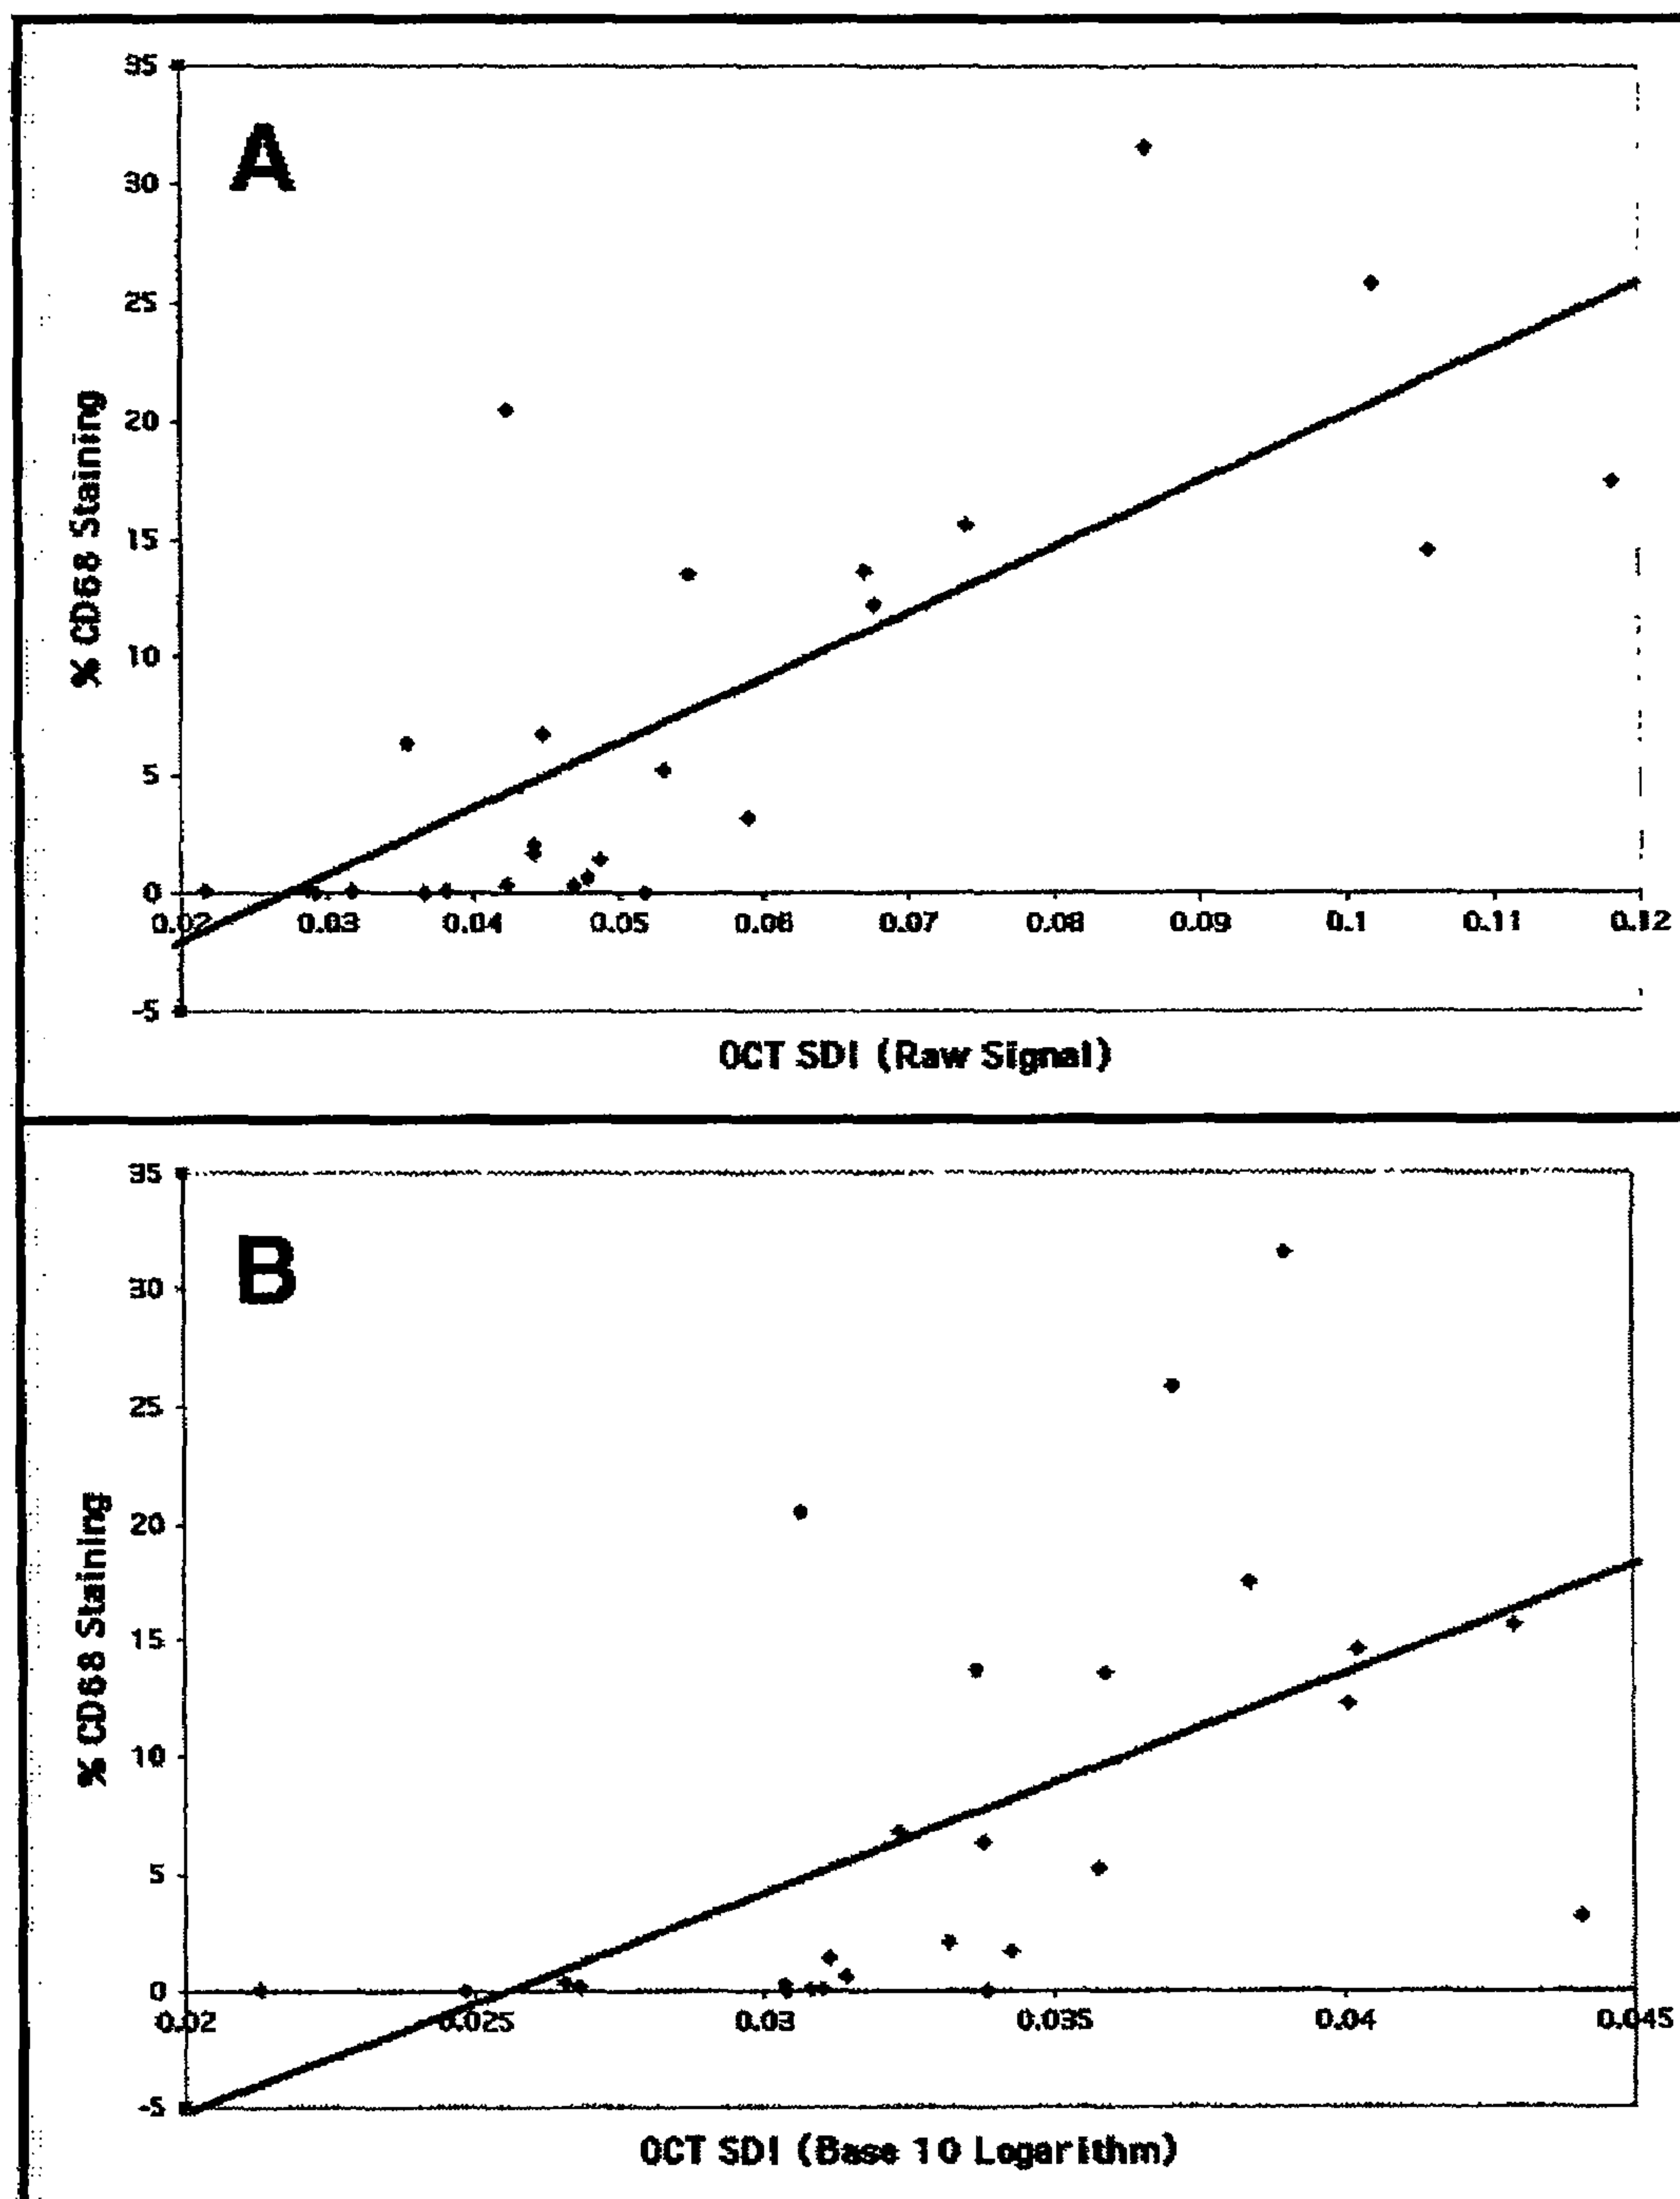 A
35
30
25
20
15
10
5
0
-5
% CD68 Staining
0.02 0.03 0.04 0.05 0.06 0.07 0.08 0.09 0.1 0.11 0.12
OCT SDI (Raw Signal)
B
35
30
25
20
15
10
5
0
-5
% CD68 Staining
0.02 0.025 0.03 0.035 0.04 0.045
OCT SDI (Base 10 Logarithm)